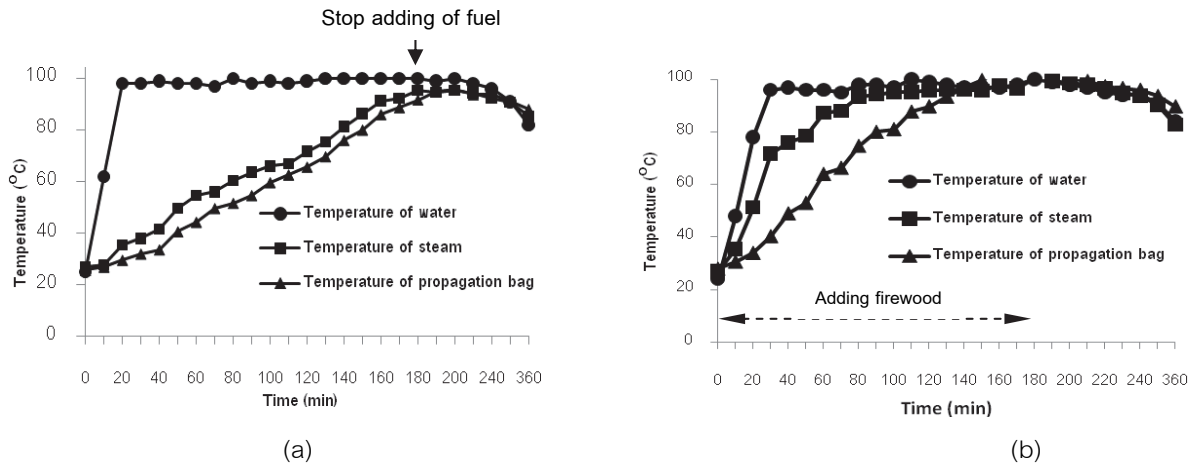 Stop adding of fuel
Temperature (°C)
100
80
60
40
20
0
Temperature of water
Temperature of steam
Temperature of propagation bag
0 20 40 60 80 100 120 140 160 180 200 240 360
Time (min)
(a)
Temperature (°C)
100
80
60
40
20
0
Temperature of water
Temperature of steam
Temperature of propagation bag
Adding firewood
0 20 40 60 80 100 120 140 160 180 200 220 240 360
Time (min)
(b)